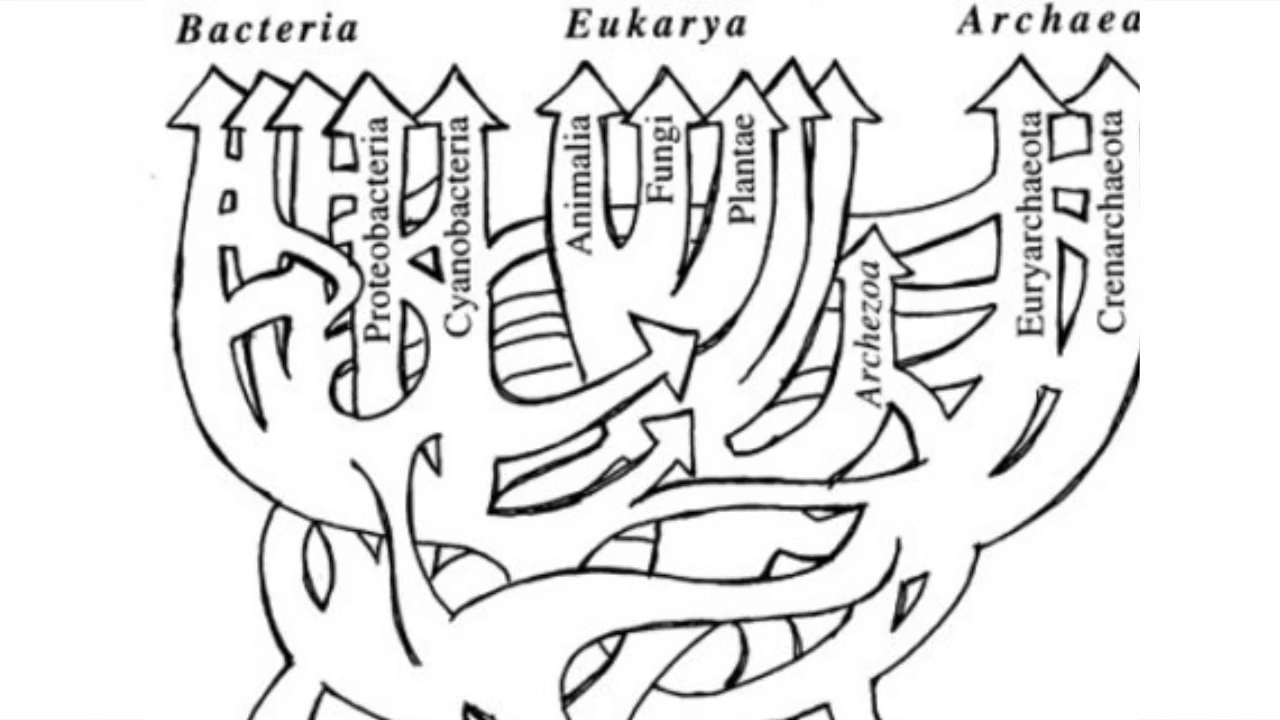 Bacteria
Eukarya
Archaea
Proteobacteria
Cyanobacteria
Animalia
Fungi
Plantae
Archezoa
Euryarchaeota
Crenarchaeota